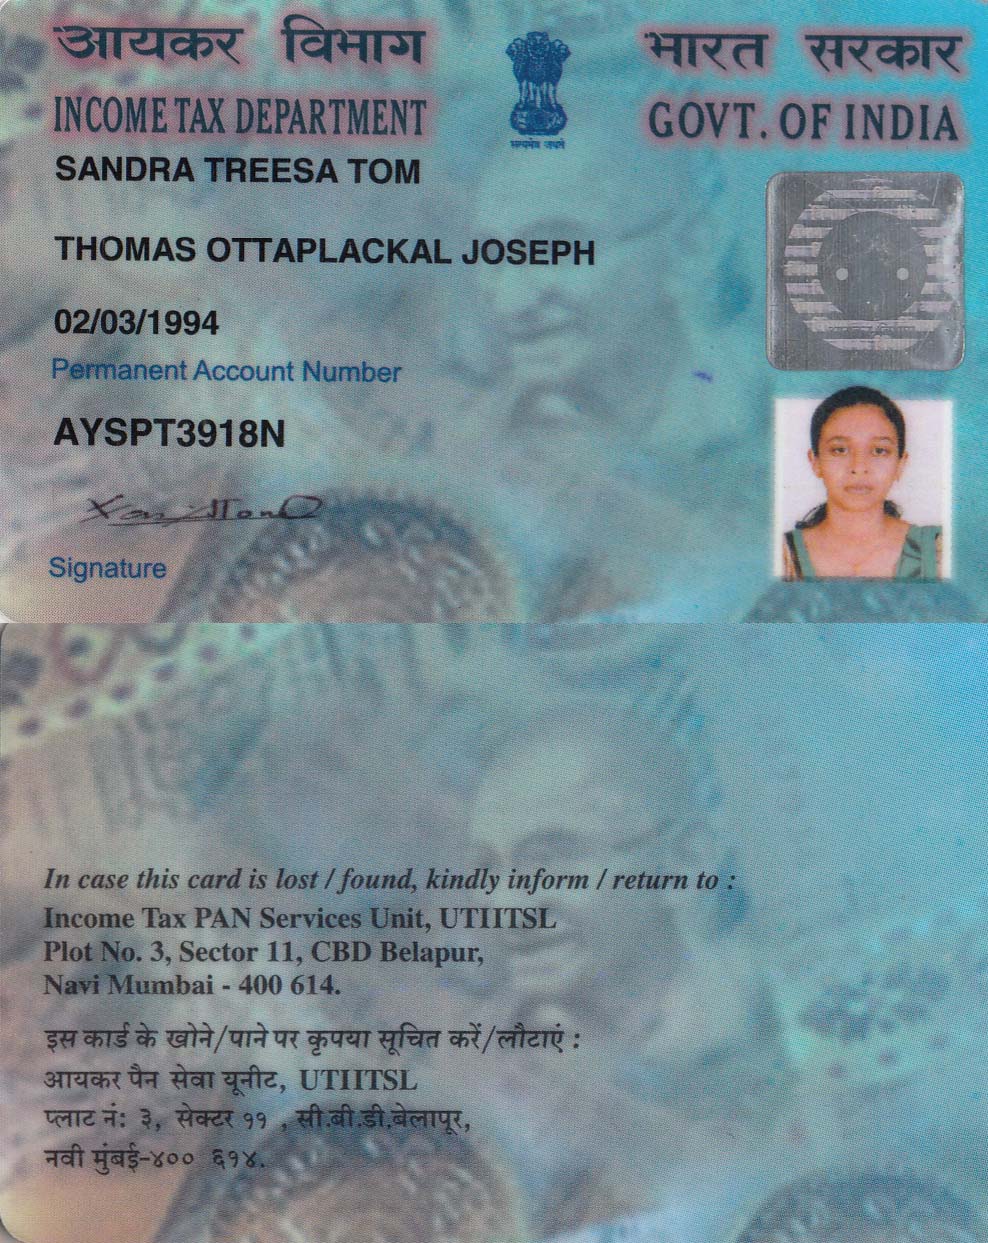 आयकर विभाग
भारत सरकार
INCOME TAX DEPARTMENT
GOVT. OF INDIA
सत्यमेव जयते
SANDRA TREESA TOM
THOMAS OTTAPLACKAL JOSEPH
02/03/1994
Permanent Account Number
AYSPT3918N
Signature
In case this card is lost / found, kindly inform / return to :
Income Tax PAN Services Unit, UTIITSL
Plot No. 3, Sector 11, CBD Belapur,
Navi Mumbai - 400 614.
इस कार्ड के खोने/पाने पर कृपया सूचित करें/लौटाएं :
आयकर पैन सेवा यूनीट, UTIITSL
प्लाट नं: ३, सेक्टर ११ , सी.बी.डी.बेलापूर,
नवी मुंबई-४०० ६१४.